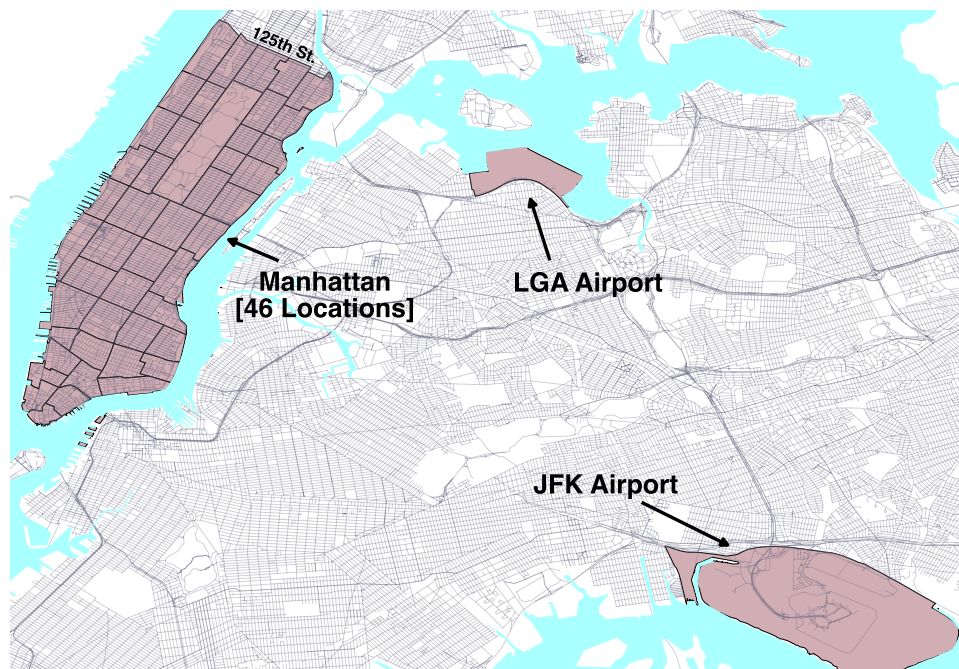 125th St.
Manhattan
[46 Locations]
LGA Airport
JFK Airport